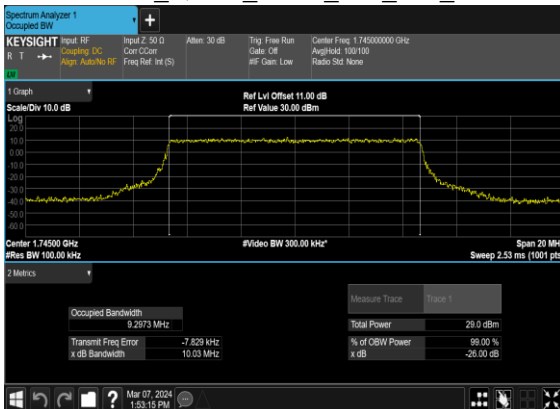 Spectrum Analyzer 1
Occupied BW
KEYSIGHT Input: RF Input Z: 50 Ω Atten: 30 dB Trig: Free Run Center Freq: 1.745000000 GHz
R T Coupling: DC Corr CCorr Gate: Off Avg|Hold: 100/100
Align: Auto/No RF Freq Ref: Int (S) #IF Gain: Low Radio Std: None
1 Graph
Ref Lvl Offset 11.00 dB
Scale/Div 10.0 dB Ref Value 30.00 dBm
Log
20.0
10.0
0.00
-10.0
-20.0
-30.0
-40.0
-50.0
-60.0
Center 1.74500 GHz #Video BW 300.00 kHz* Span 20 MH
#Res BW 100.00 kHz Sweep 2.53 ms (1001 pts
2 Metrics
Measure Trace Trace 1
Occupied Bandwidth
9.2973 MHz Total Power 29.0 dBm
Transmit Freq Error -7.829 kHz % of OBW Power 99.00 %
x dB Bandwidth 10.03 MHz x dB -26.00 dB
? Mar 07, 2024
1:53:15 PM